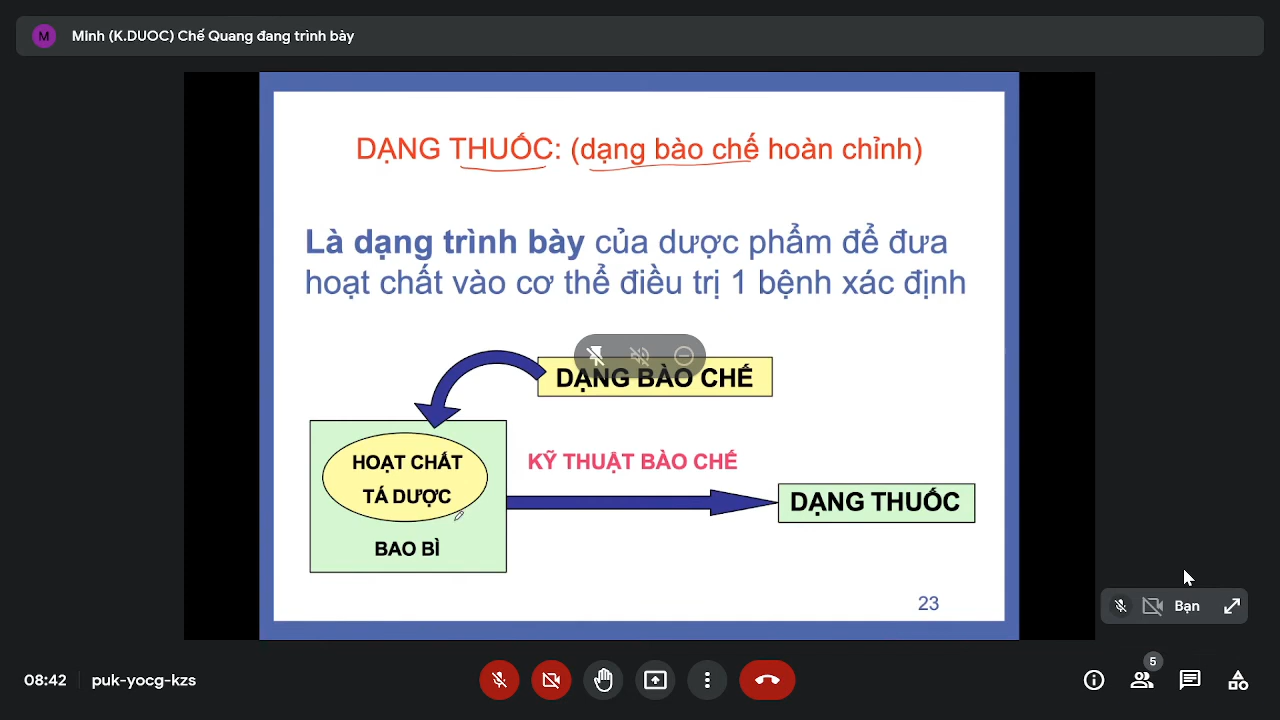 M
Minh (K.DUOC) Chế Quang đang trình bày
DẠNG THUỐC: (dạng bào chế hoàn chỉnh)
Là dạng trình bày của dược phẩm để đưa
hoạt chất vào cơ thể điều trị 1 bệnh xác định
DẠNG BÀO CHẾ
HOẠT CHẤT
TÁ DƯỢC
BAO BÌ
KỸ THUẬT BÀO CHẾ
DẠNG THUỐC
23
Bạn
08:42
puk-yocg-kzs
5